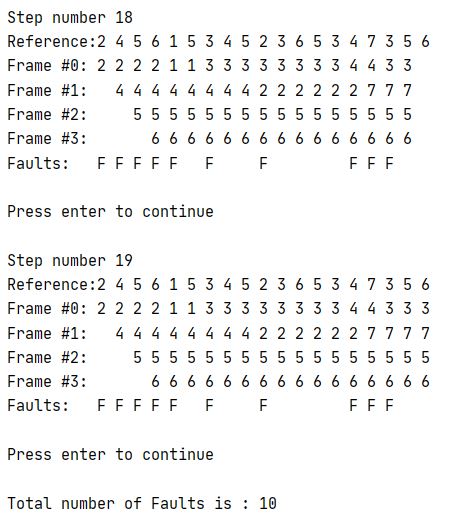 Step number 18
Reference:2 4 5 6 1 5 3 4 5 2 3 6 5 3 4 7 3 5 6
Frame #0: 2 2 2 2 1 1 3 3 3 3 3 3 3 3 4 4 3 3
Frame #1:   4 4 4 4 4 4 4 4 2 2 2 2 2 2 7 7 7
Frame #2:     5 5 5 5 5 5 5 5 5 5 5 5 5 5 5 5
Frame #3:       6 6 6 6 6 6 6 6 6 6 6 6 6 6 6
Faults:   F F F F F   F     F         F F F
Press enter to continue
Step number 19
Reference:2 4 5 6 1 5 3 4 5 2 3 6 5 3 4 7 3 5 6
Frame #0: 2 2 2 2 1 1 3 3 3 3 3 3 3 3 4 4 3 3 3
Frame #1:   4 4 4 4 4 4 4 4 2 2 2 2 2 2 7 7 7 7
Frame #2:     5 5 5 5 5 5 5 5 5 5 5 5 5 5 5 5 5
Frame #3:       6 6 6 6 6 6 6 6 6 6 6 6 6 6 6 6
Faults:   F F F F F   F     F         F F F
Press enter to continue
Total number of Faults is : 10